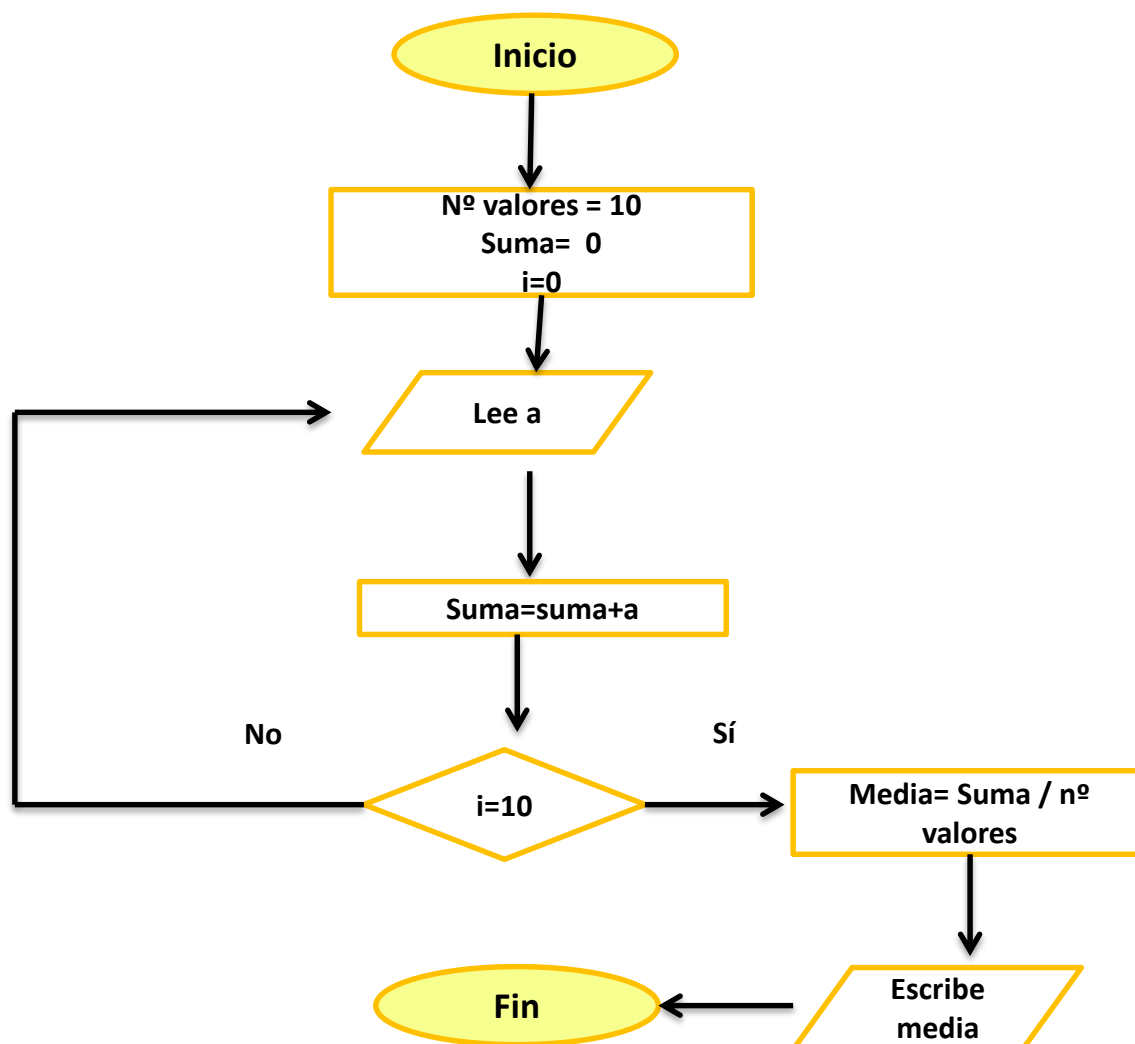 Inicio
Nº valores = 10
Suma=  0
i=0
Lee a
Suma=suma+a
No
Sí
i=10
Media= Suma / nº
valores
Escribe
media
Fin